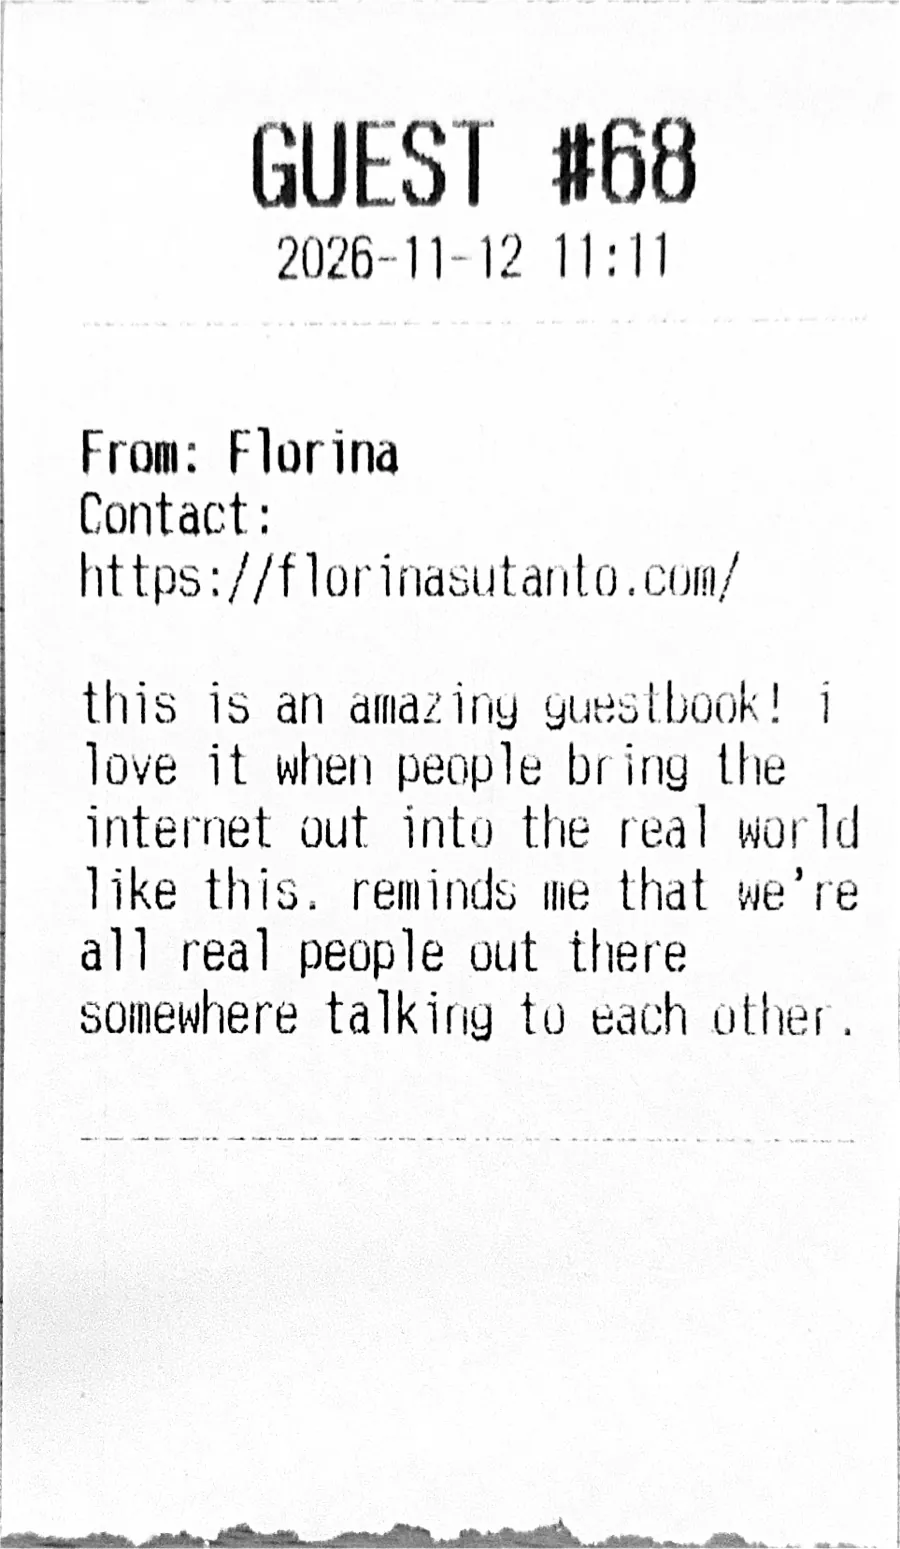 GUEST #68
2026-11-12 11:11
From: Florina
Contact:
https://florinasutanto.com/
this is an amazing guestbook! i
love it when people bring the
internet out into the real world
like this. reminds me that we're
all real people out there
somewhere talking to each other.